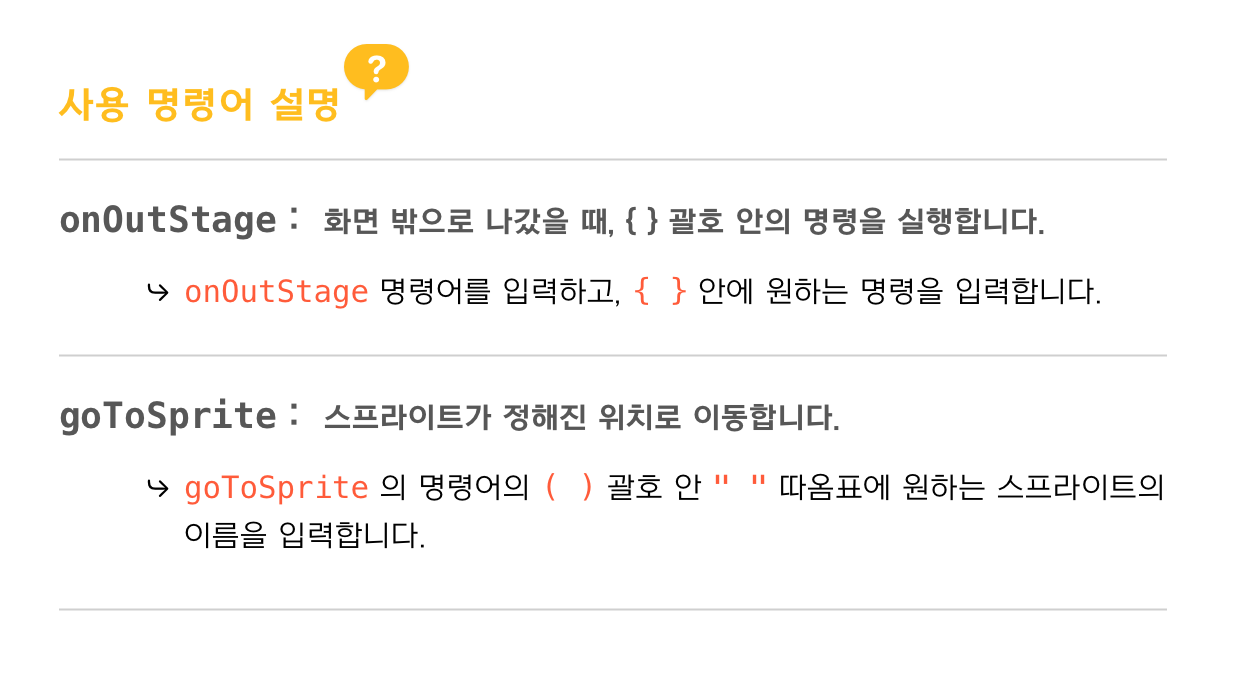 사용 명령어 설명 ?
onOutStage : 화면 밖으로 나갔을 때, { } 괄호 안의 명령을 실행합니다.
↪ onOutStage 명령어를 입력하고, { } 안에 원하는 명령을 입력합니다.
goToSprite : 스프라이트가 정해진 위치로 이동합니다.
↪ goToSprite 의 명령어의 ( ) 괄호 안 " " 따옴표에 원하는 스프라이트의
이름을 입력합니다.